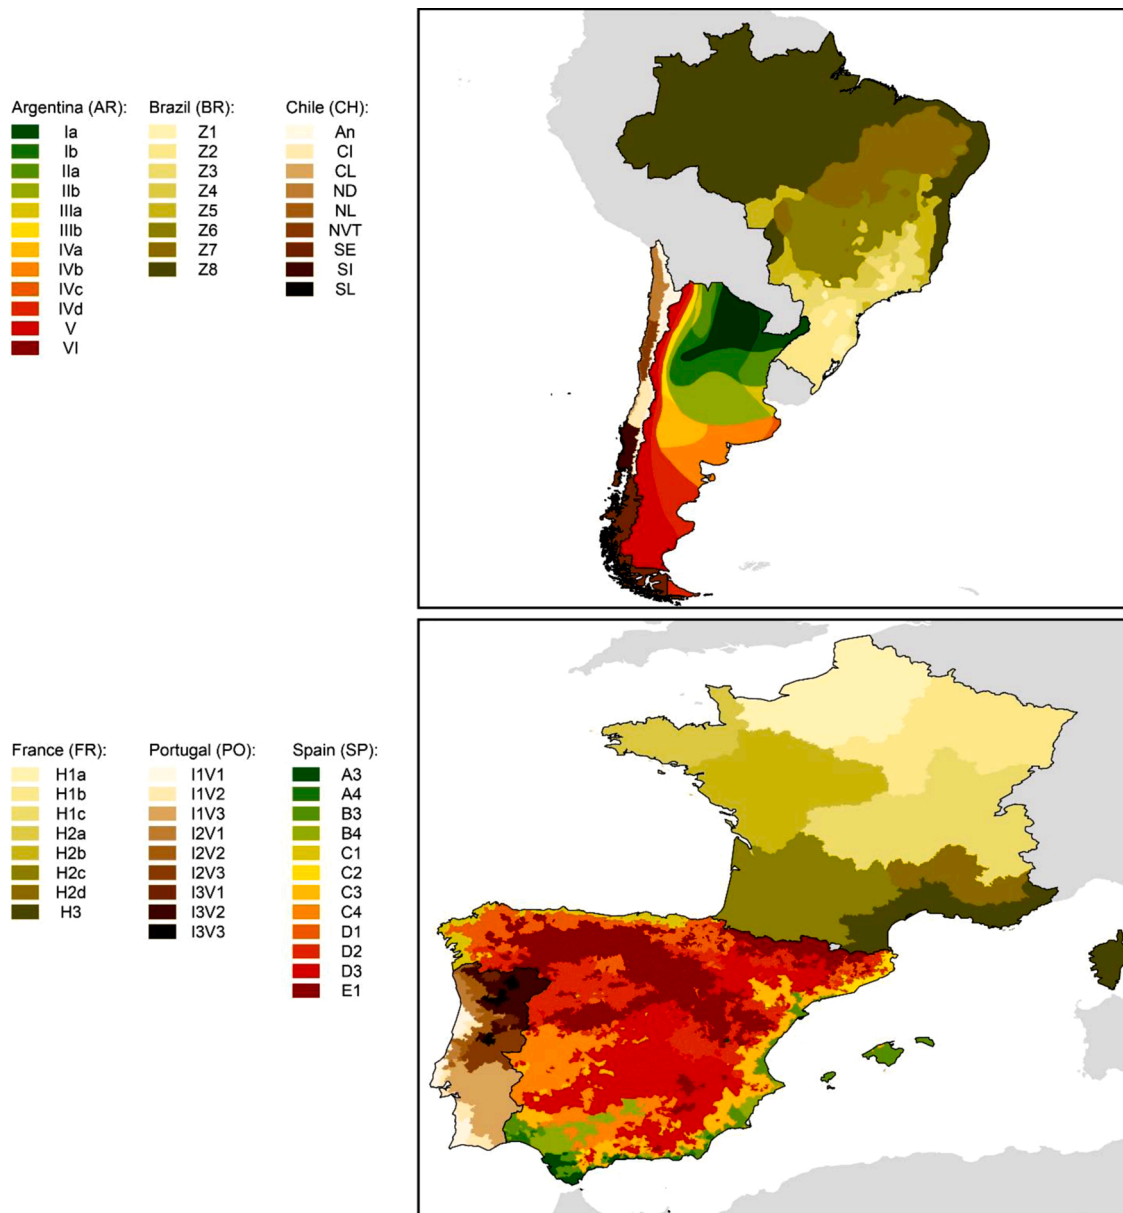 Argentina (AR): Brazil (BR): Chile (CH):
Ia Z1 An
Ib Z2 CI
IIa Z3 CL
IIb Z4 ND
IIIa Z5 NL
IIIb Z6 NVT
IVa Z7 SE
IVb Z8 SI
IVc SL
IVd
V
VI
France (FR): Portugal (PO): Spain (SP):
H1a I1V1 A3
H1b I1V2 A4
H1c I1V3 B3
H2a I2V1 B4
H2b I2V2 C1
H2c I2V3 C2
H2d I3V1 C3
H3 I3V2 C4
I3V3 D1
D2
D3
E1